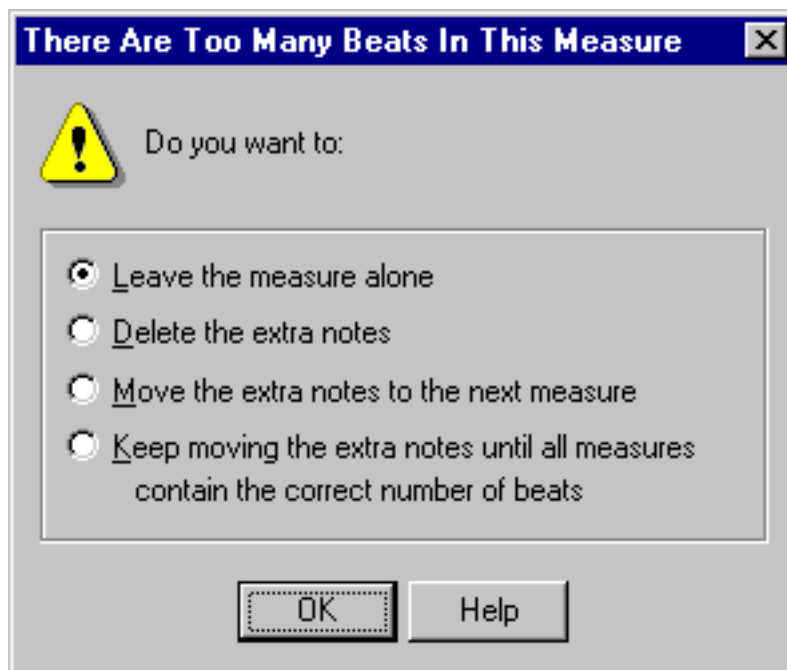 There Are Too Many Beats In This Measure
Do you want to:
Leave the measure alone
Delete the extra notes
Move the extra notes to the next measure
Keep moving the extra notes until all measures
contain the correct number of beats
OK
Help